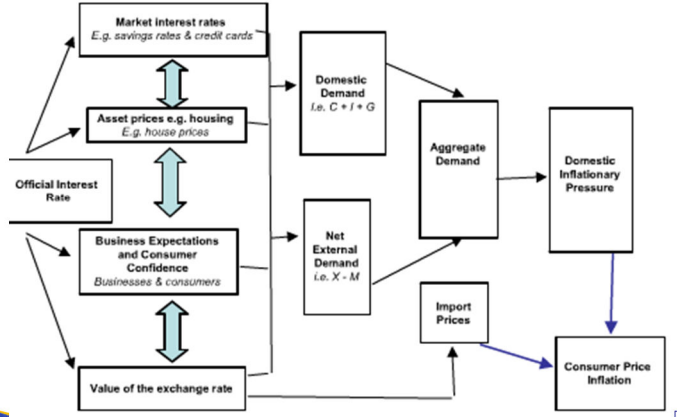 Market interest rates
E.g. savings rates & credit cards
Asset prices e.g. housing
E.g. house prices
Official Interest
Rate
Business Expectations
and Consumer
Confidence
Businesses & consumers
Value of the exchange rate
Domestic
Demand
I.e. C + I + G
Net
External
Demand
i.e. X - M
Aggregate
Demand
Import
Prices
Domestic
Inflationary
Pressure
Consumer Price
Inflation